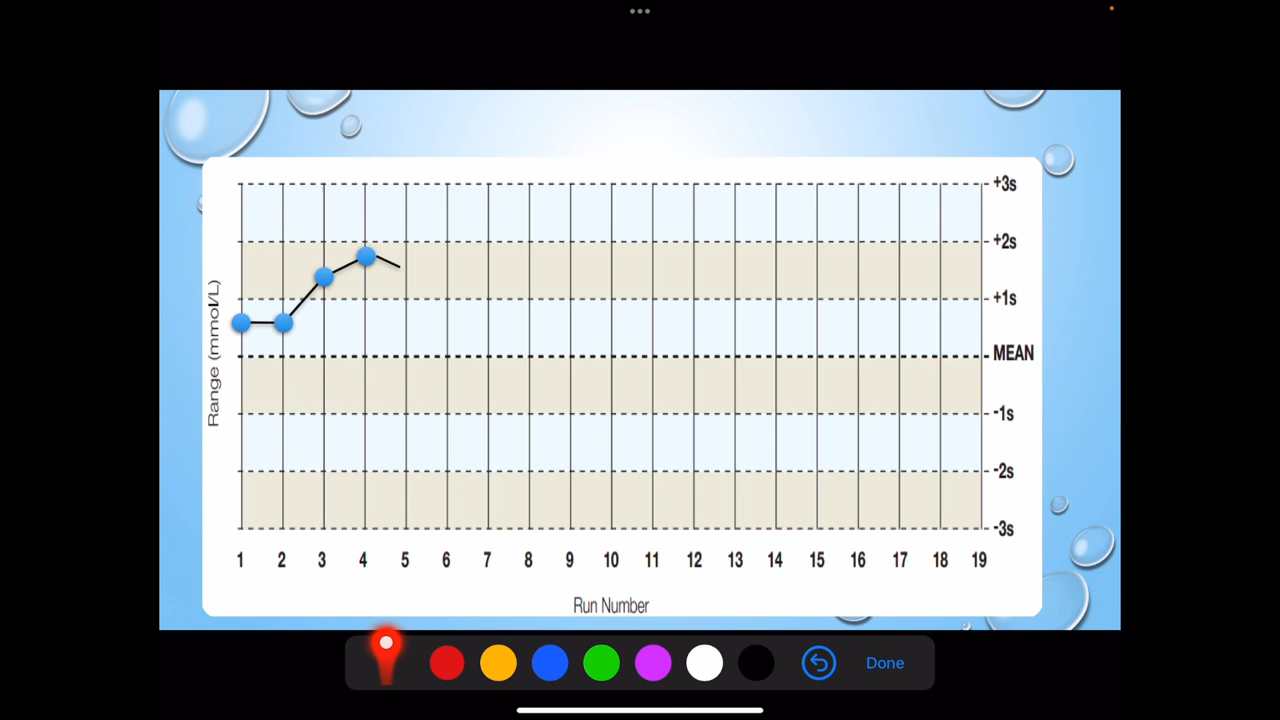 +3s
+2s
+1s
MEAN
-1s
-2s
-3s
Range (mmol/L)
1 2 3 4 5 6 7 8 9 10 11 12 13 14 15 16 17 18 19
Run Number
Done